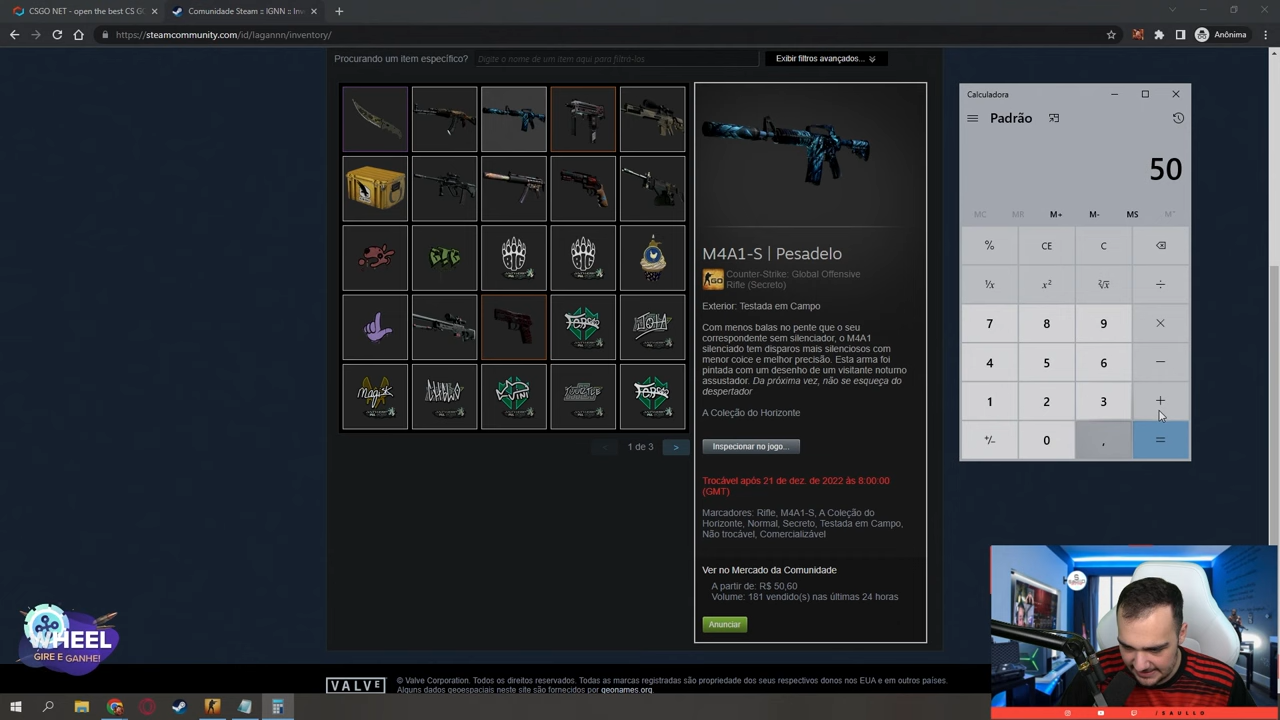 CSGO NET - open the best CS GO
Comunidade Steam :: IGNN :: Inv
https://steamcommunity.com/id/lagannn/inventory/
Anônima
Procurando um item específico?
Digite o nome de um item aqui para filtrá-los
Exibir filtros avançados...
1 de 3
M4A1-S | Pesadelo
Counter-Strike: Global Offensive
Rifle (Secreto)
Exterior: Testada em Campo
Com menos balas no pente que o seu
correspondente sem silenciador, o M4A1
silenciado tem disparos mais silenciosos com
menor coice e melhor precisão. Esta arma foi
pintada com um desenho de um visitante noturno
assustador. Da próxima vez, não se esqueça do
despertador
A Coleção do Horizonte
Inspecionar no jogo...
Trocável após 21 de dez. de 2022 às 8:00:00
(GMT)
Marcadores: Rifle, M4A1-S, A Coleção do
Horizonte, Normal, Secreto, Testada em Campo,
Não trocável, Comercializável
Ver no Mercado da Comunidade
A partir de: R$ 50,60
Volume: 181 vendido(s) nas últimas 24 horas
Anunciar
Calculadora
Padrão
50
MC MR M+ M- MS M˅
% CE C
¹/x x² ²√x ÷
7 8 9 ×
4 5 6 −
1 2 3 +
+/- 0 , =
WHEEL
GIRE E GANHE!
VALVE
© Valve Corporation. Todos os direitos reservados. Todas as marcas registradas são propriedade dos seus respectivos donos nos EUA e em outros países.
Alguns dados geoespaciais neste site são fornecidos por geonames.org.
/SAULLO